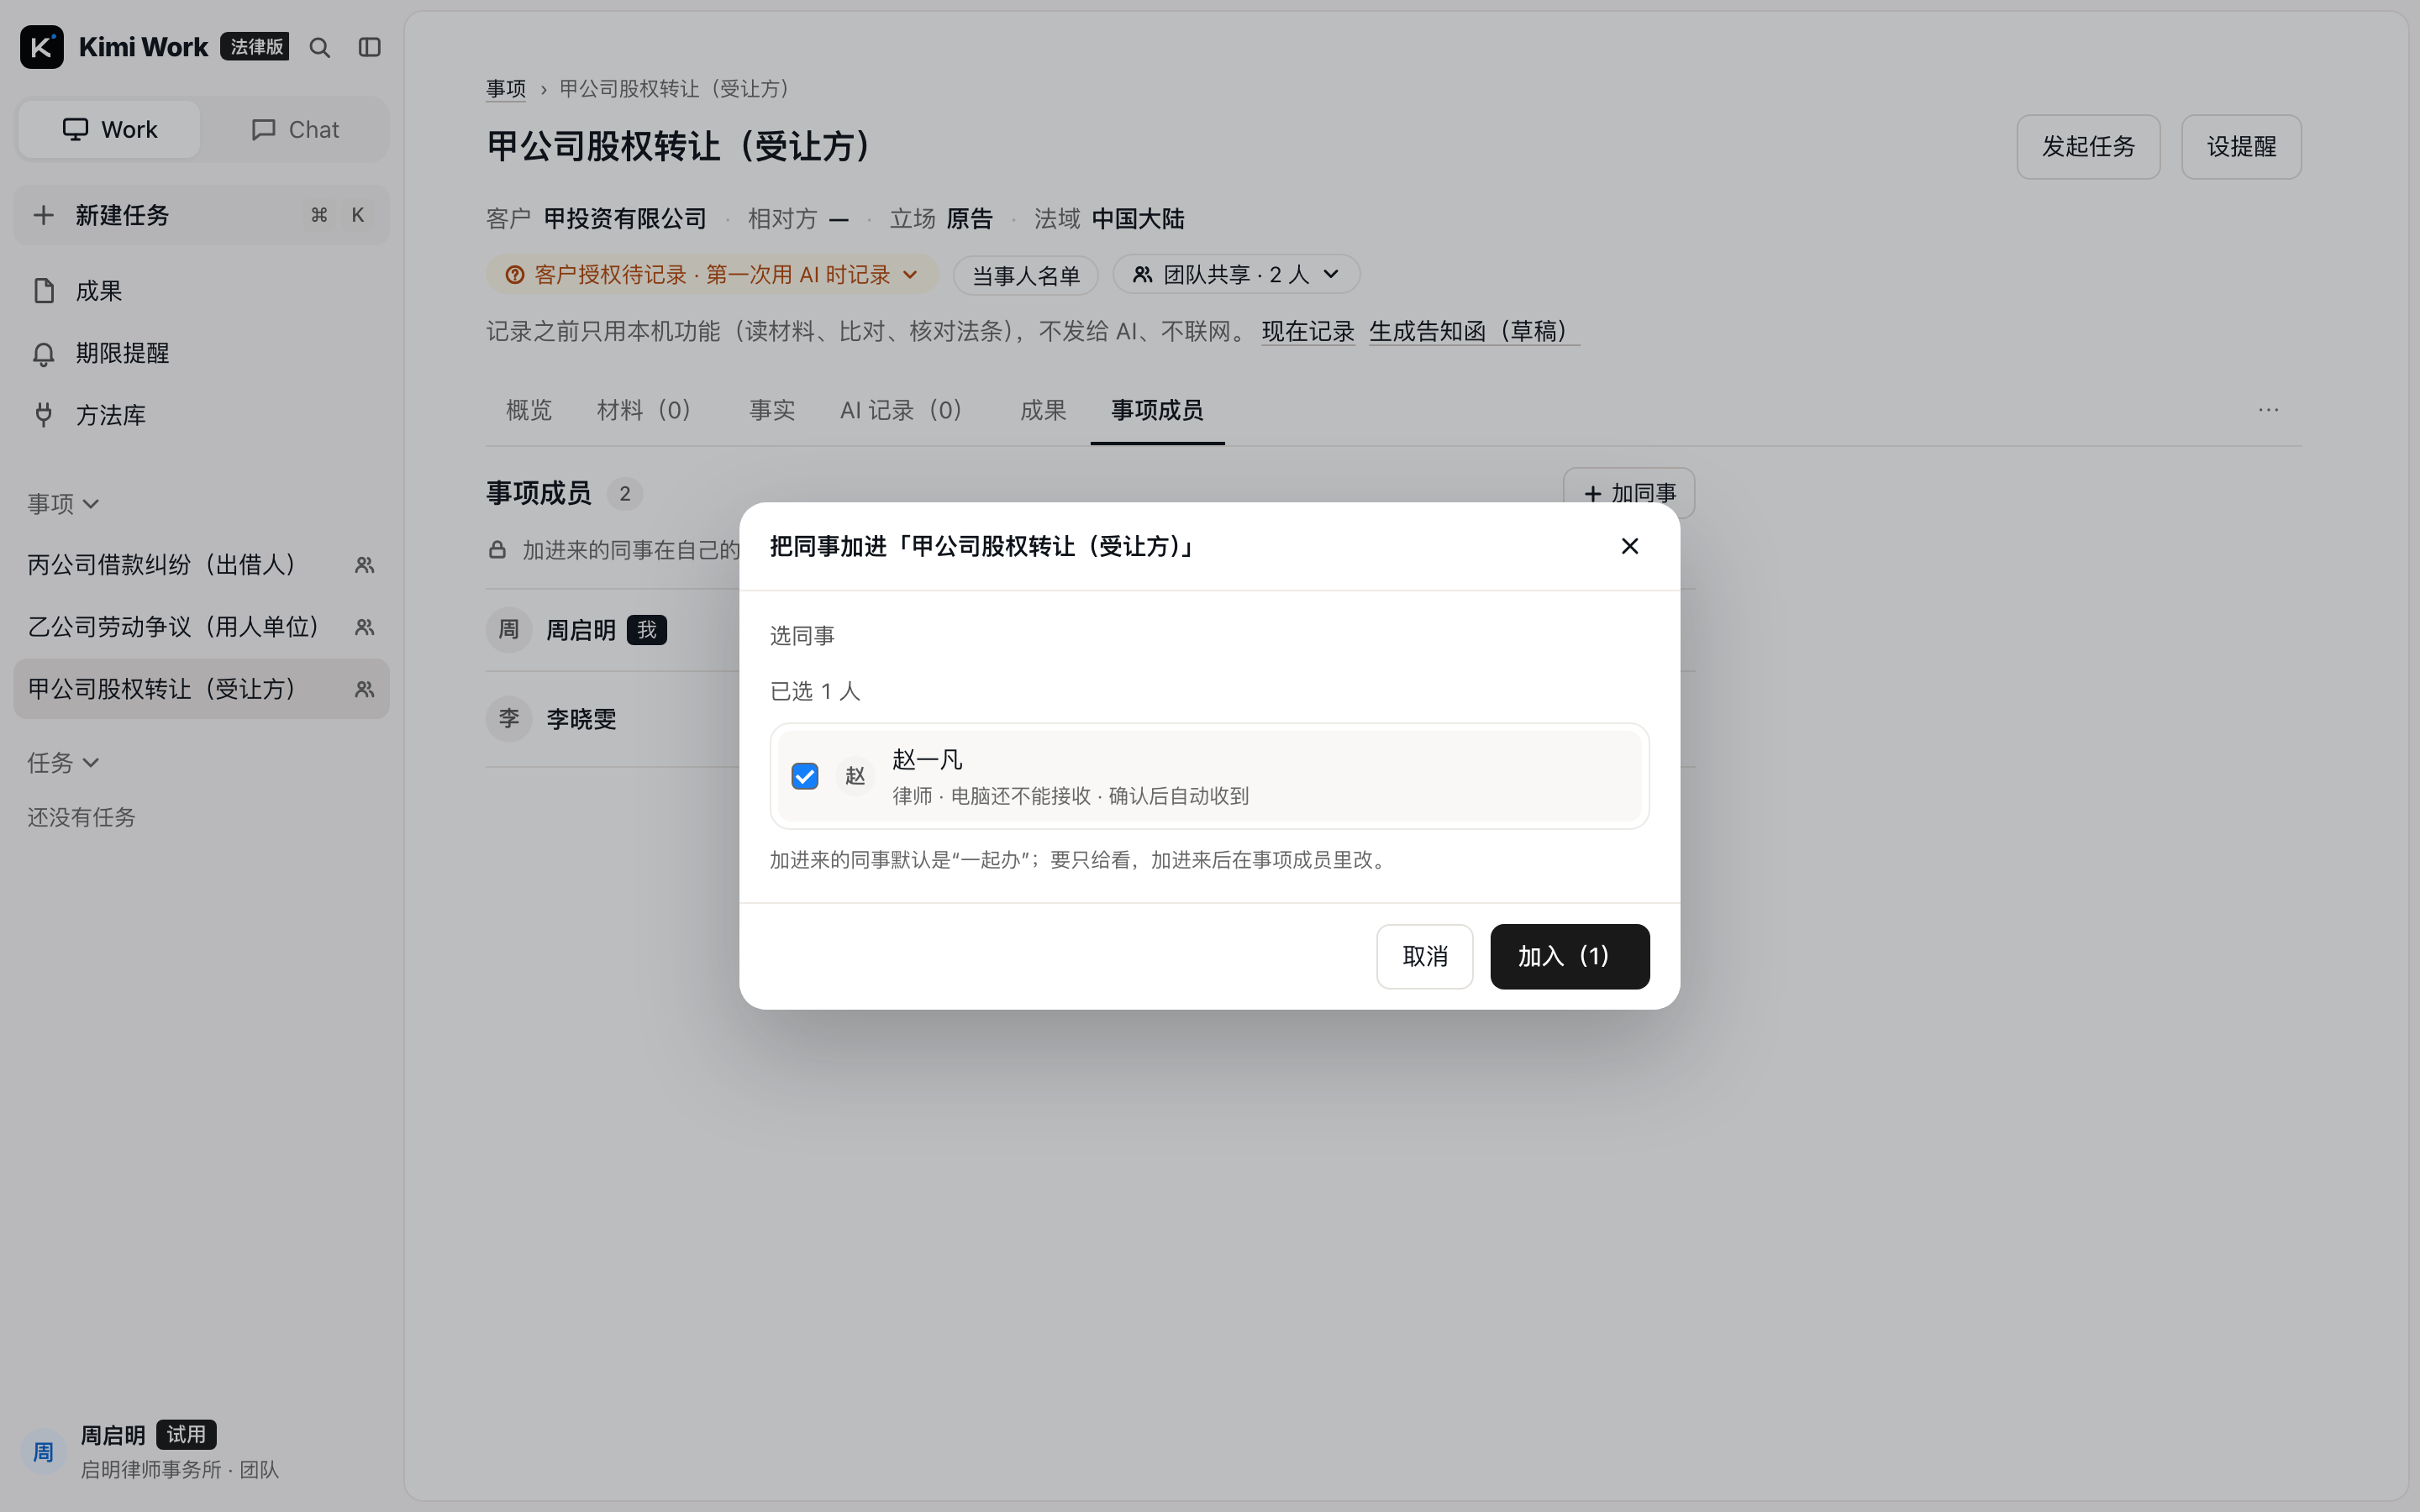 Kimi Work 法律版
Work
Chat
新建任务 ⌘ K
成果
期限提醒
方法库
事项
丙公司借款纠纷（出借人）
乙公司劳动争议（用人单位）
甲公司股权转让（受让方）
任务
还没有任务
周 周启明 试用
启明律师事务所 · 团队
事项 › 甲公司股权转让（受让方）
甲公司股权转让（受让方）
发起任务 设提醒
客户 甲投资有限公司 · 相对方 — · 立场 原告 · 法域 中国大陆
客户授权待记录 · 第一次用 AI 时记录 当事人名单 团队共享 · 2 人
记录之前只用本机功能（读材料、比对、核对法条），不发给 AI、不联网。 现在记录 生成告知函（草稿）
概览 材料（0） 事实 AI 记录（0） 成果 事项成员 ···
事项成员 2
+ 加同事
加进来的同事在自己的
周 周启明 我
李 李晓雯
把同事加进「甲公司股权转让（受让方）」
选同事
已选 1 人
赵 赵一凡
律师 · 电脑还不能接收 · 确认后自动收到
加进来的同事默认是“一起办”；要只给看，加进来后在事项成员里改。
取消 加入（1）